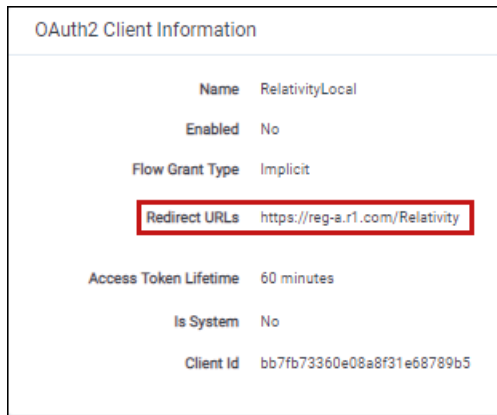 OAuth2 Client Information
Name RelativityLocal
Enabled No
Flow Grant Type Implicit
Redirect URLs https://reg-a.r1.com/Relativity
Access Token Lifetime 60 minutes
Is System No
Client Id bb7fb73360e08a8f31e68789b5